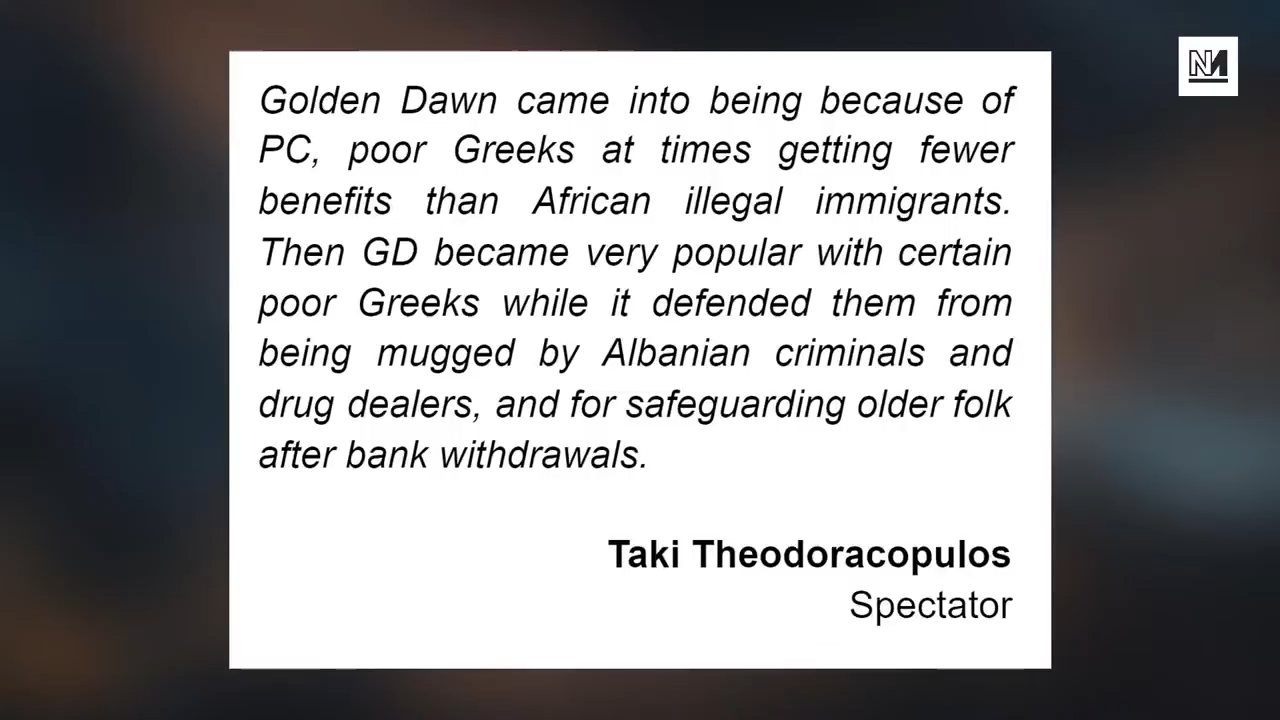 Golden Dawn came into being because of
PC, poor Greeks at times getting fewer
benefits than African illegal immigrants.
Then GD became very popular with certain
poor Greeks while it defended them from
being mugged by Albanian criminals and
drug dealers, and for safeguarding older folk
after bank withdrawals.
Taki Theodoracopulos
Spectator
NM